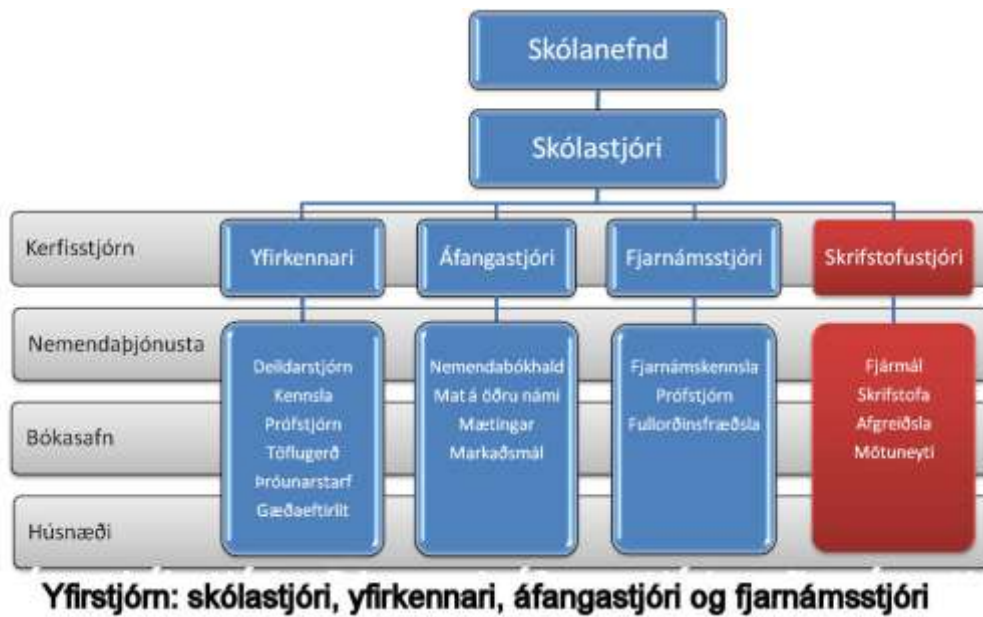 Skólanefnd
Skólastjóri
Kerfisstjórn
Yfirkennari
Áfangastjóri
Fjarnámsstjóri
Skrifstofustjóri
Nemendaþjónusta
Bókasafn
Húsnæði
Deildarstjórn
Kennsla
Prófstjórn
Töflugerð
Þróunarstarf
Gæðaeftirlit
Nemendabókhald
Mat á öðru námi
Mætingar
Markaðsmál
Fjarnámskennsla
Prófstjórn
Fullorðinsfræðsla
Fjármál
Skrifstofa
Afgreiðsla
Mötuneyti
Yfirstjórn: skólastjóri, yfirkennari, áfangastjóri og fjarnámsstjóri